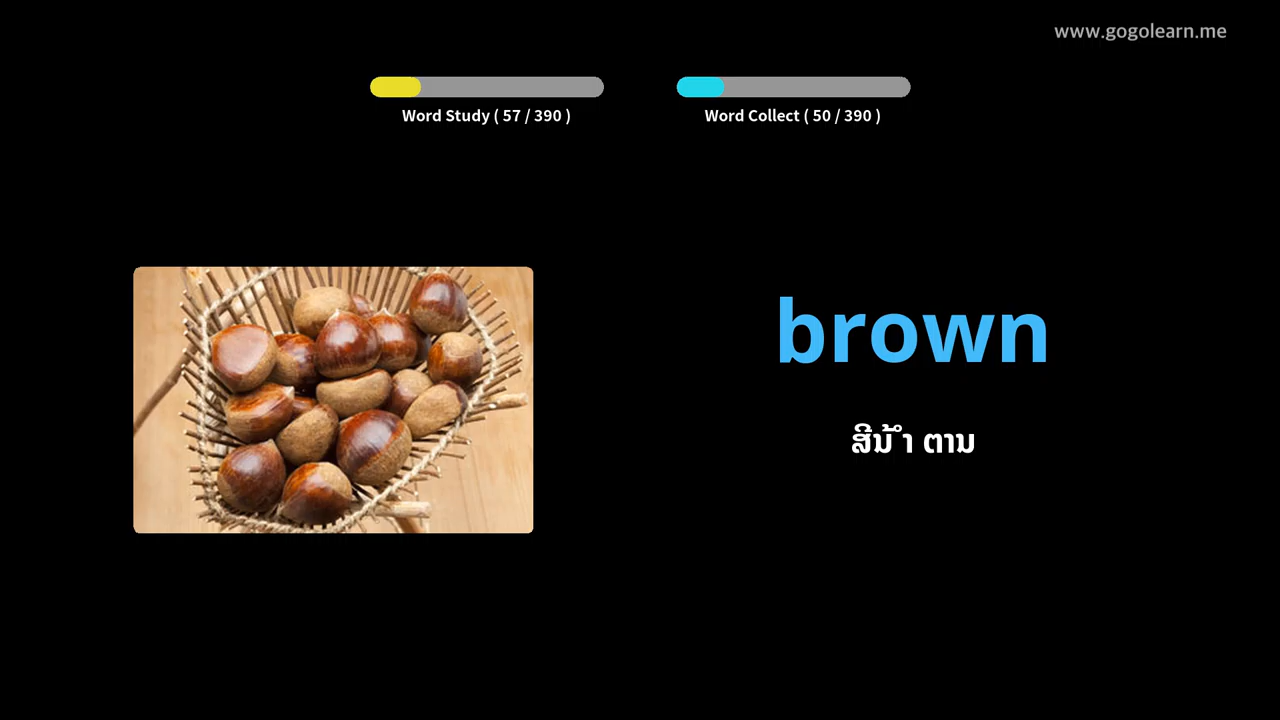 www.gogolearn.me
Word Study ( 57 / 390 )
Word Collect ( 50 / 390 )
brown
ສີນ້ ຳ ຕານ